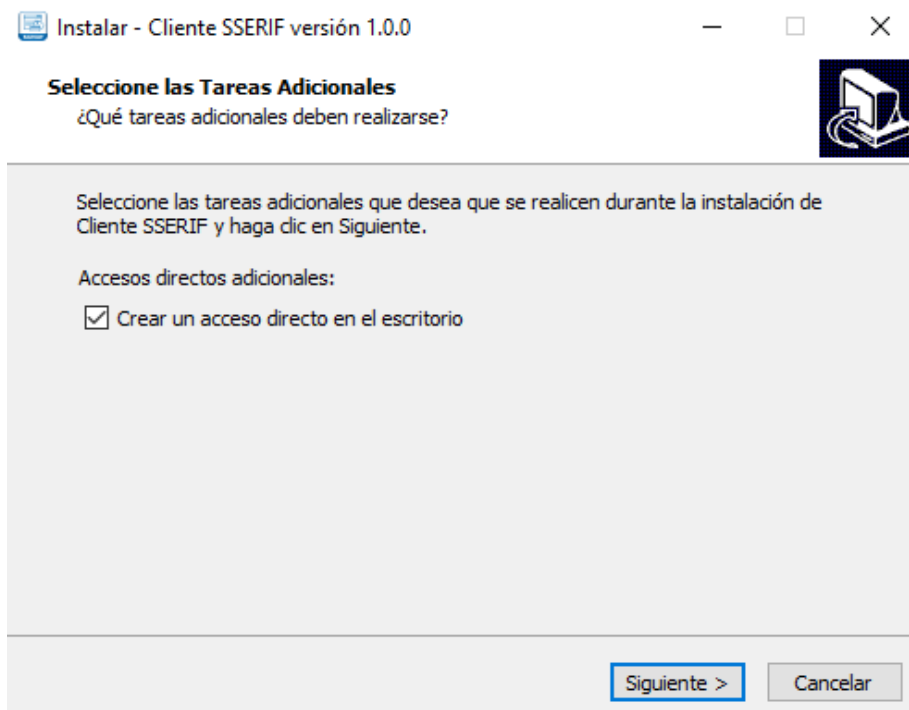 Instalar - Cliente SSERIF versión 1.0.0
Seleccione las Tareas Adicionales
¿Qué tareas adicionales deben realizarse?
Seleccione las tareas adicionales que desea que se realicen durante la instalación de
Cliente SSERIF y haga clic en Siguiente.
Accesos directos adicionales:
Crear un acceso directo en el escritorio
Siguiente >
Cancelar